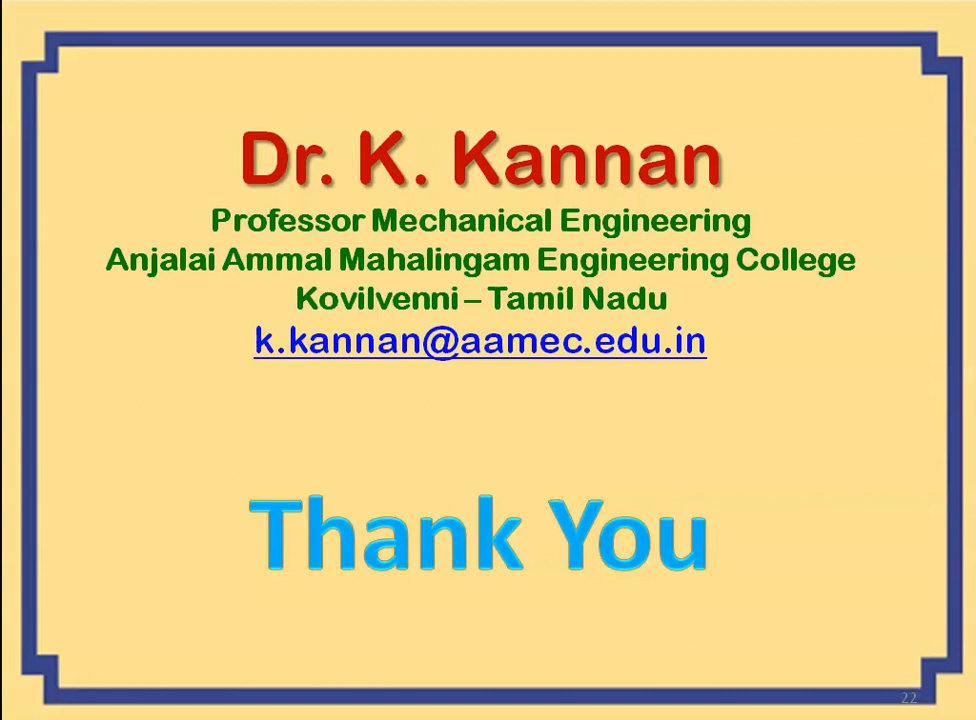 Dr. K. Kannan
Professor Mechanical Engineering
Anjalai Ammal Mahalingam Engineering College
Kovilvenni – Tamil Nadu
k.kannan@aamec.edu.in
Thank You
22